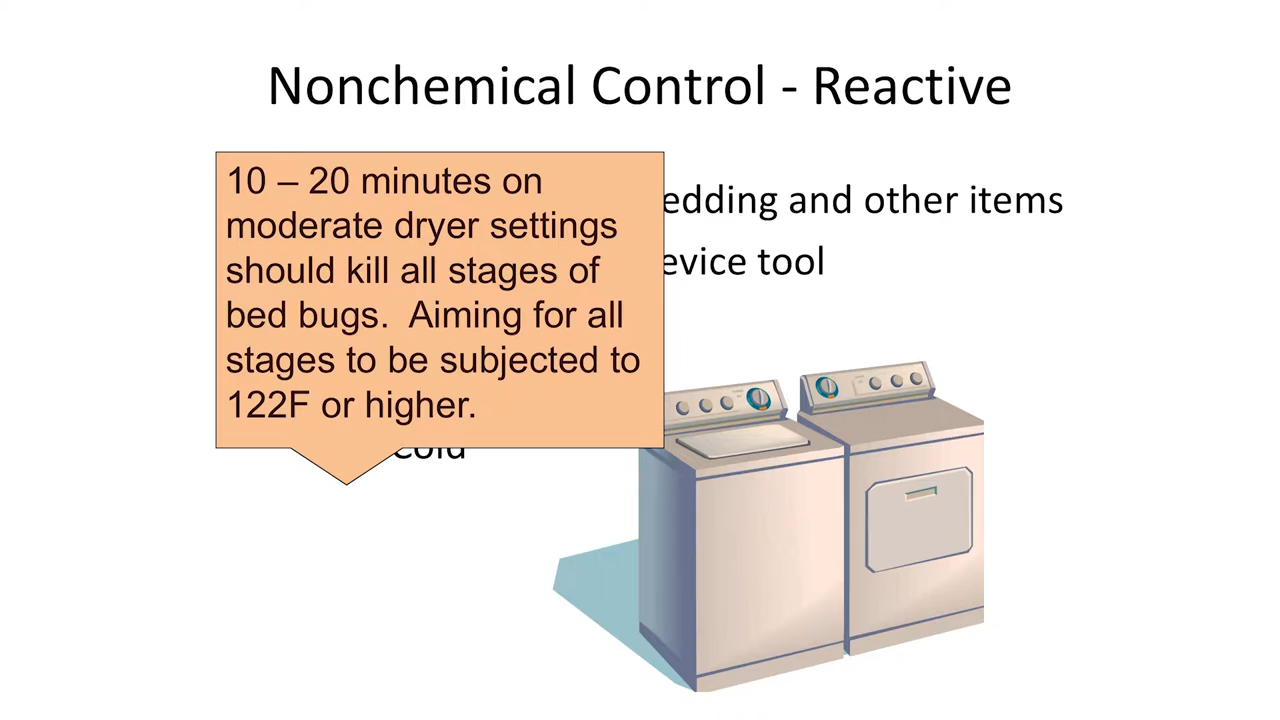 Nonchemical Control - Reactive
10 – 20 minutes on
moderate dryer settings
should kill all stages of
bed bugs.  Aiming for all
stages to be subjected to
122F or higher.
edding and other items
evice tool